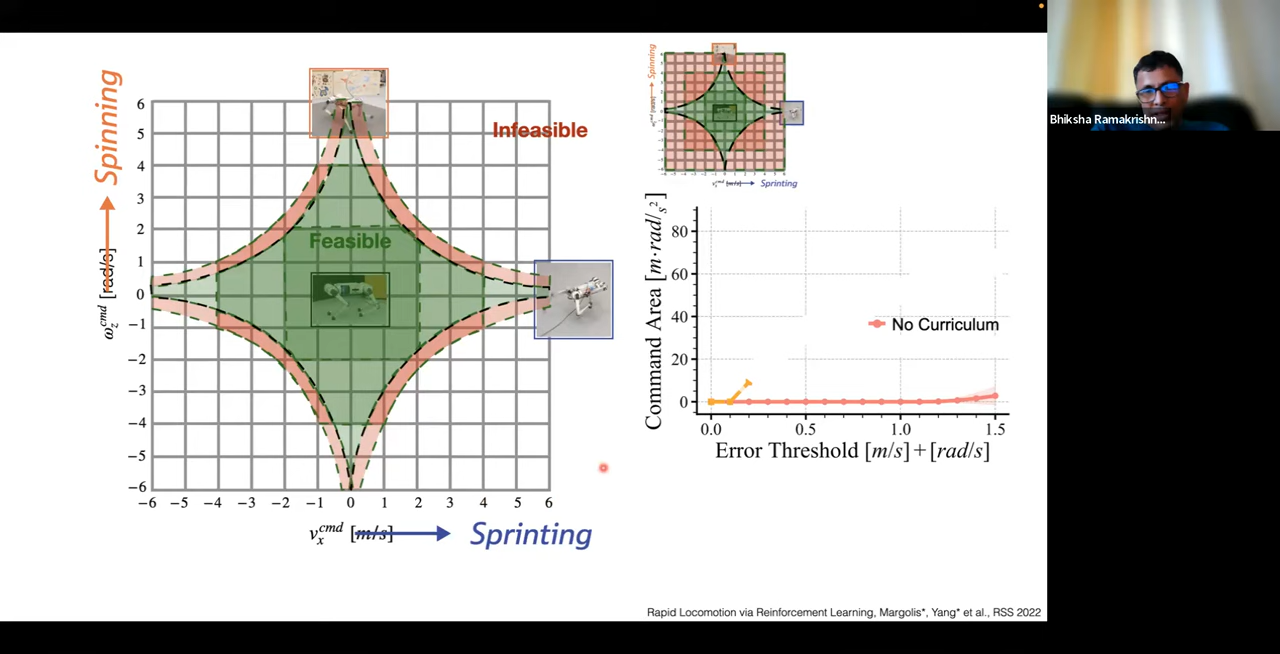 Spinning
ω_z^cmd [rad/s]
6
5
4
3
2
1
0
−1
−2
−3
−4
−5
−6
−6 −5 −4 −3 −2 −1 0 1 2 3 4 5 6
Infeasible
Feasible
v_x^cmd [m/s]
Sprinting
Spinning
Sprinting
Command Area [m·rad/s²]
80
60
40
20
0
No Curriculum
0.0 0.5 1.0 1.5
Error Threshold [m/s]+[rad/s]
Rapid Locomotion via Reinforcement Learning, Margolis*, Yang* et al., RSS 2022
Bhiksha Ramakrishn...